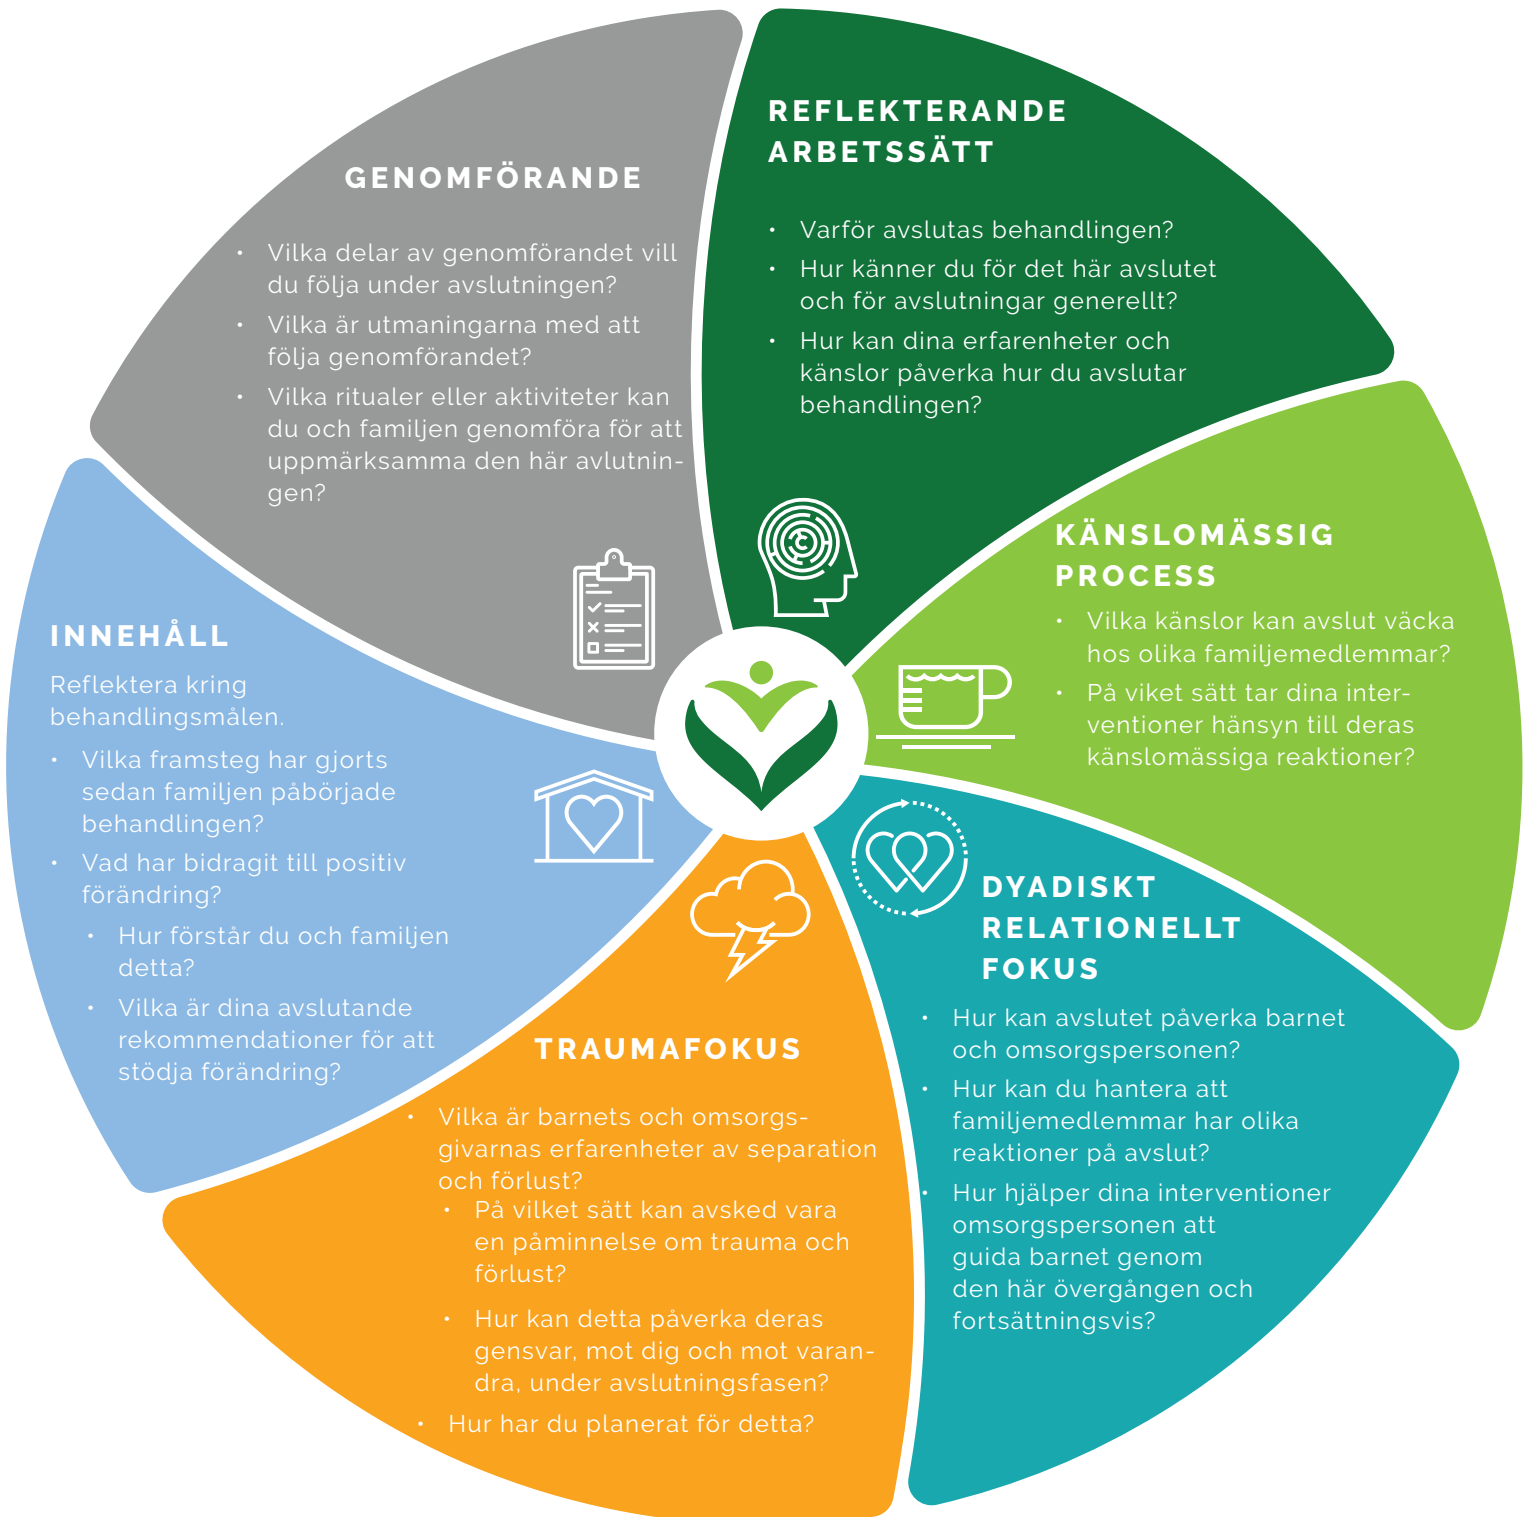 REFLEKTERANDE
ARBETSSÄTT
• Varför avslutas behandlingen?
• Hur känner du för det här avslutet
och för avslutningar generellt?
• Hur kan dina erfarenheter och
känslor påverka hur du avslutar
behandlingen?
KÄNSLOMÄSSIG
PROCESS
• Vilka känslor kan avslut väcka
hos olika familjemedlemmar?
• På viket sätt tar dina inter-
ventioner hänsyn till deras
känslomässiga reaktioner?
DYADISKT
RELATIONELLT
FOKUS
• Hur kan avslutet påverka barnet
och omsorgspersonen?
• Hur kan du hantera att
familjemedlemmar har olika
reaktioner på avslut?
• Hur hjälper dina interventioner
omsorgspersonen att
guida barnet genom
den här övergången och
fortsättningsvis?
TRAUMAFOKUS
• Vilka är barnets och omsorgs-
givarnas erfarenheter av separation
och förlust?
• På vilket sätt kan avsked vara
en påminnelse om trauma och
förlust?
• Hur kan detta påverka deras
gensvar, mot dig och mot varan-
dra, under avslutningsfasen?
• Hur har du planerat för detta?
INNEHÅLL
Reflektera kring
behandlingsmålen.
• Vilka framsteg har gjorts
sedan familjen påbörjade
behandlingen?
• Vad har bidragit till positiv
förändring?
• Hur förstår du och familjen
detta?
• Vilka är dina avslutande
rekommendationer för att
stödja förändring?
GENOMFÖRANDE
• Vilka delar av genomförandet vill
du följa under avslutningen?
• Vilka är utmaningarna med att
följa genomförandet?
• Vilka ritualer eller aktiviteter kan
du och familjen genomföra för att
uppmärksamma den här avlutnin-
gen?